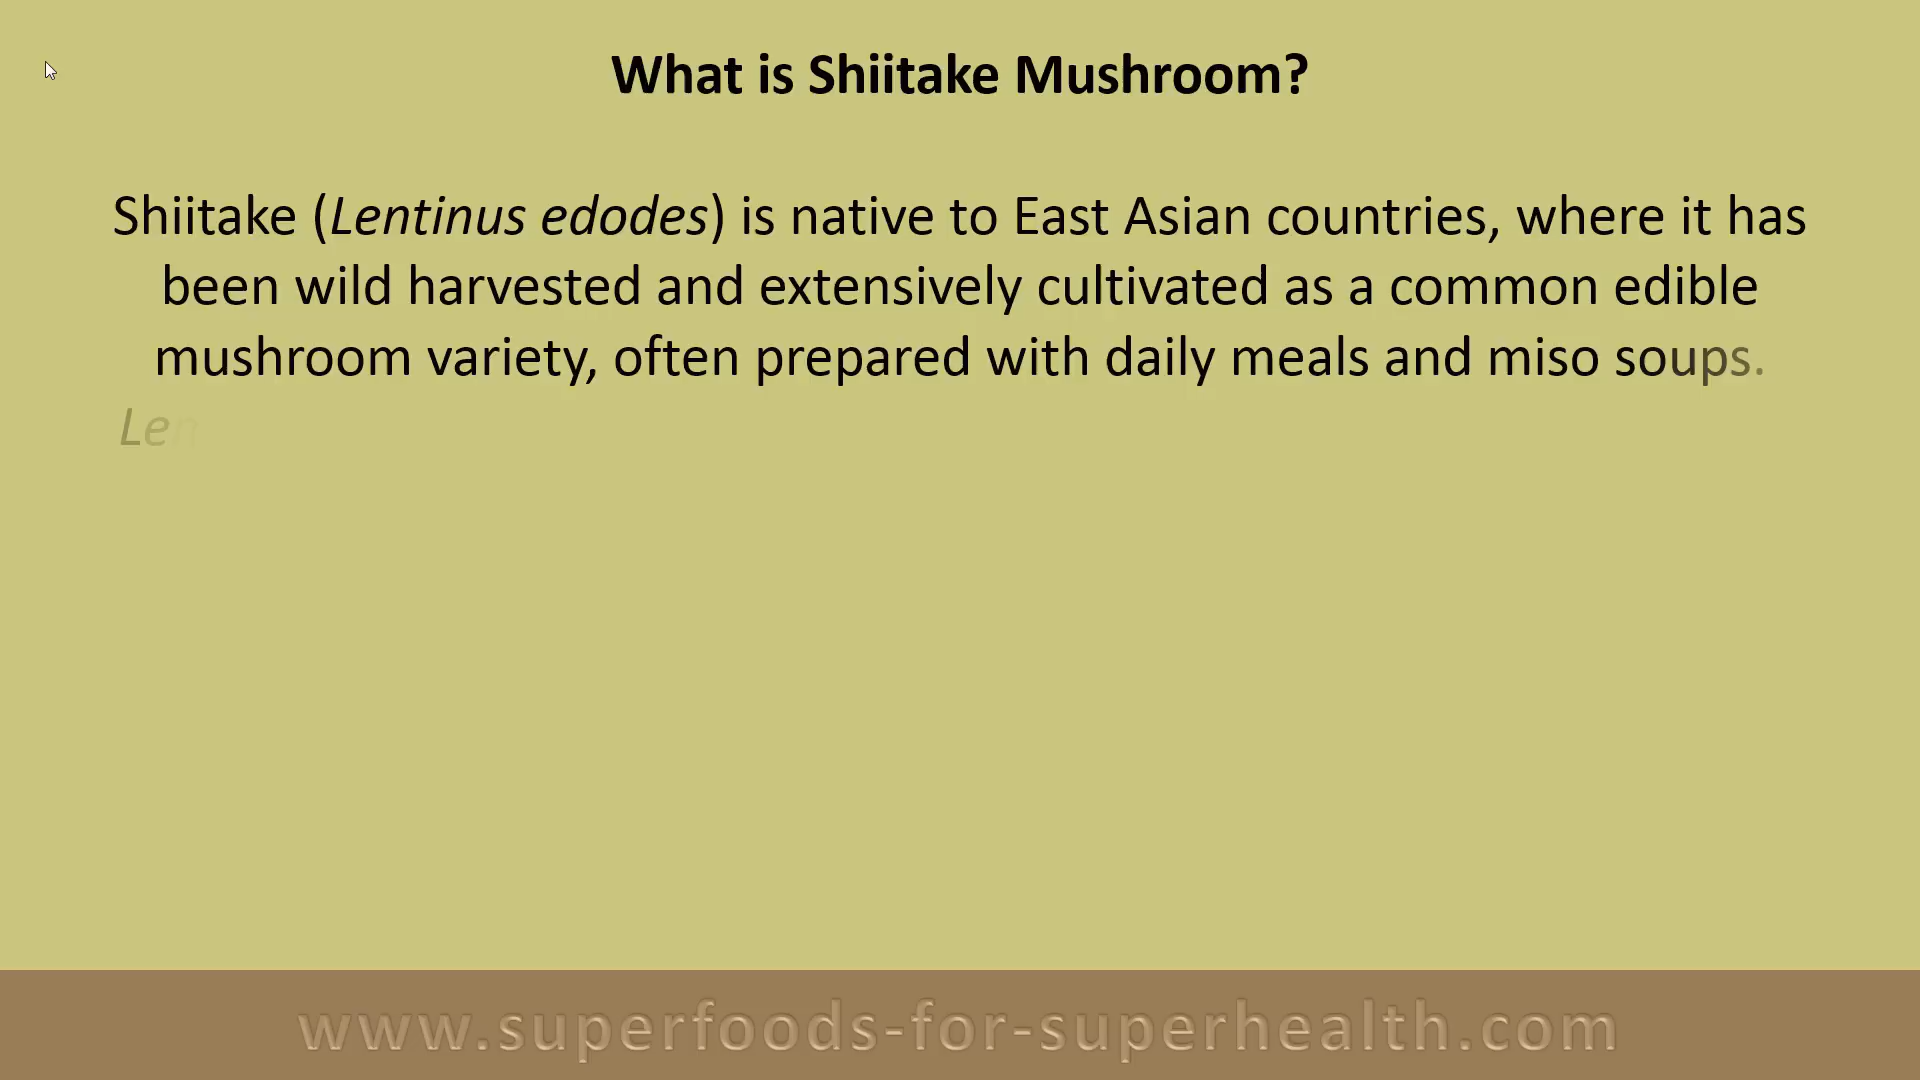 What is Shiitake Mushroom?
Shiitake (Lentinus edodes) is native to East Asian countries, where it has
been wild harvested and extensively cultivated as a common edible
mushroom variety, often prepared with daily meals and miso soups.
Len
www.superfoods-for-superhealth.com